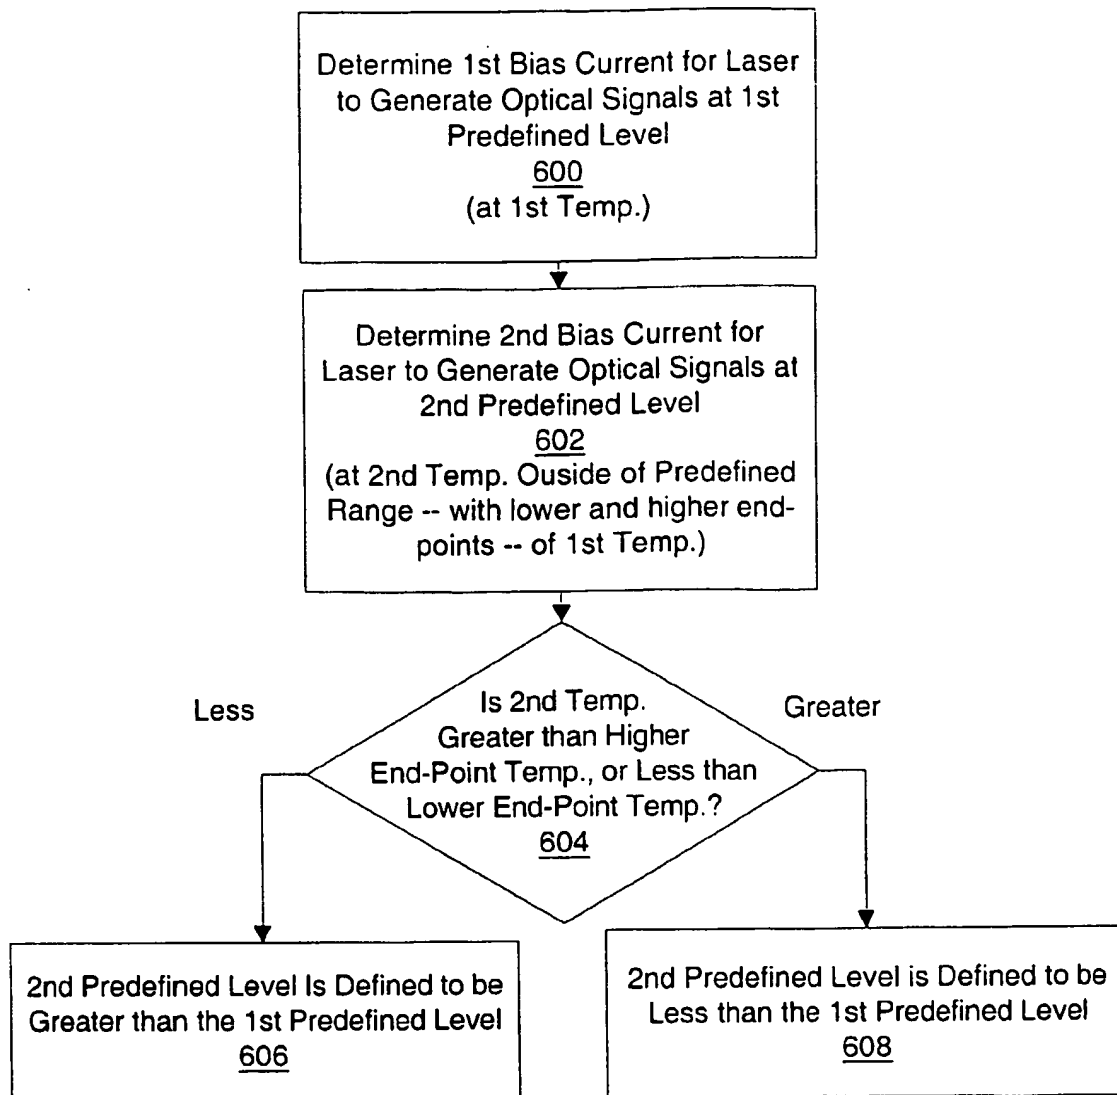 Determine 1st Bias Current for Laser
to Generate Optical Signals at 1st
Predefined Level
600
(at 1st Temp.)
Determine 2nd Bias Current for
Laser to Generate Optical Signals at
2nd Predefined Level
602
(at 2nd Temp. Ouside of Predefined
Range -- with lower and higher end-
points -- of 1st Temp.)
Less
Greater
Is 2nd Temp.
Greater than Higher
End-Point Temp., or Less than
Lower End-Point Temp.?
604
2nd Predefined Level Is Defined to be
Greater than the 1st Predefined Level
606
2nd Predefined Level is Defined to be
Less than the 1st Predefined Level
608